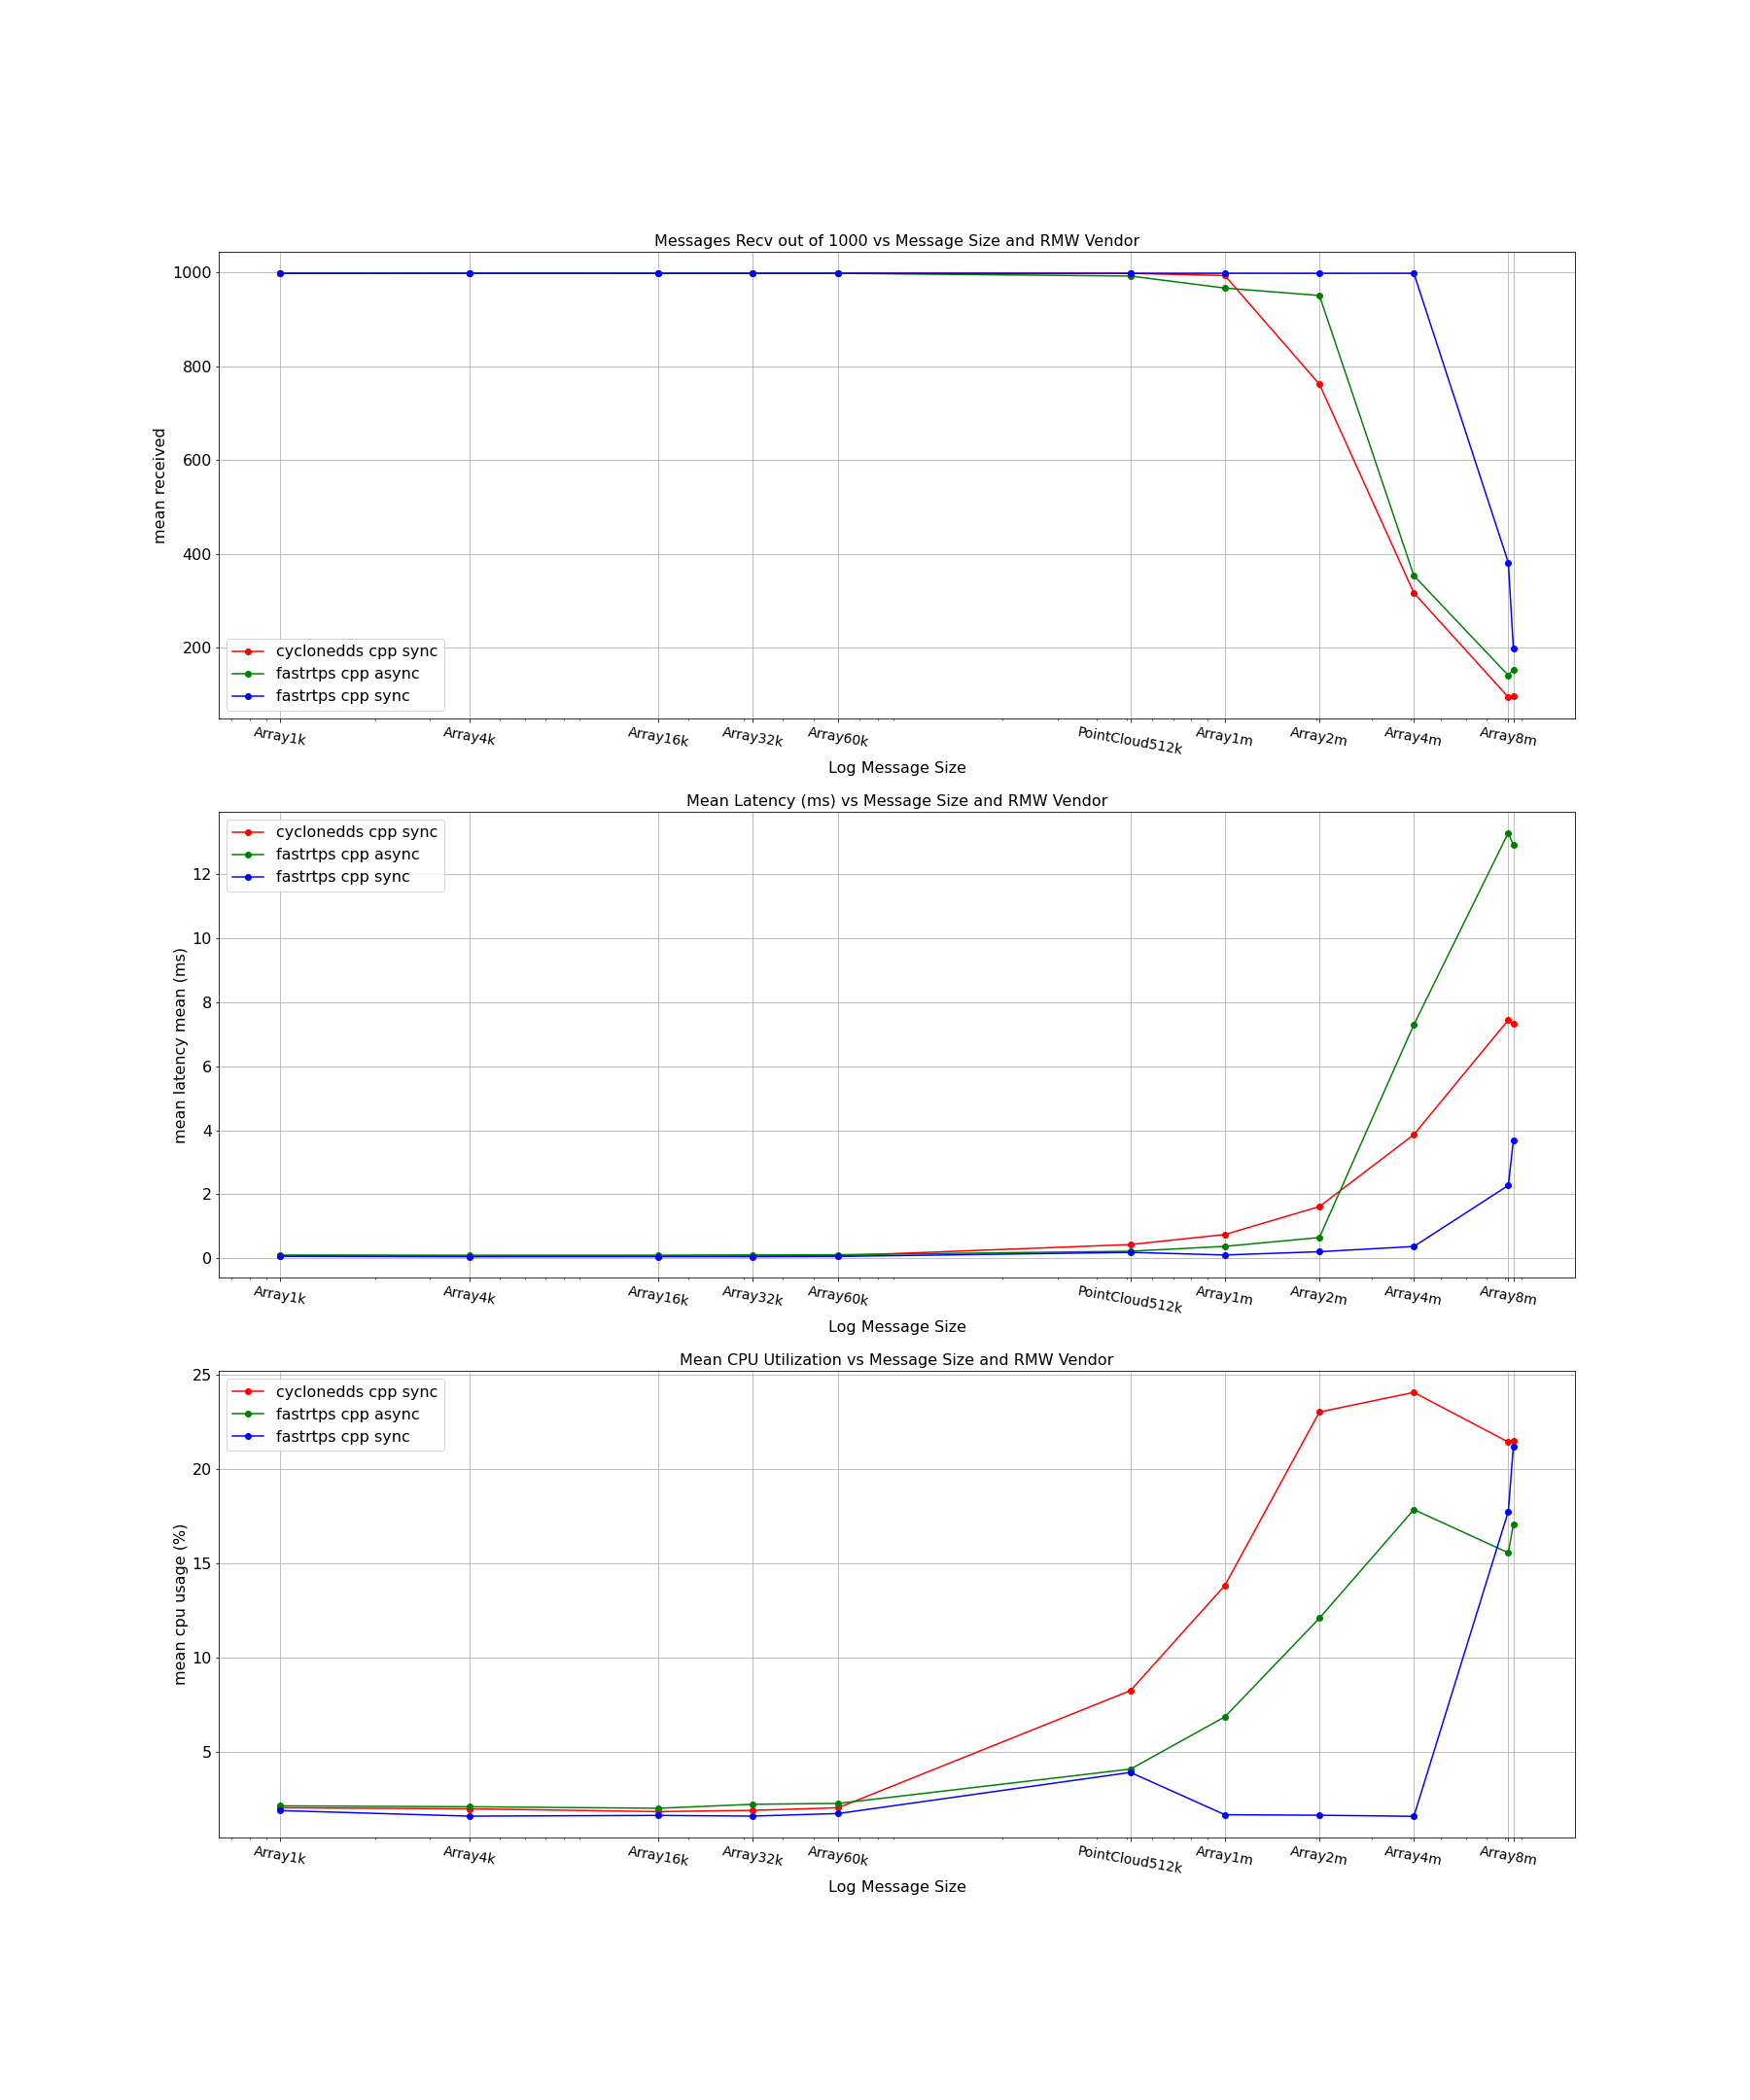 Messages Recv out of 1000 vs Message Size and RMW Vendor
mean received
1000
800
600
400
200
cyclonedds cpp sync
fastrtps cpp async
fastrtps cpp sync
Array1k Array4k Array16k Array32k Array60k PointCloud512k Array1m Array2m Array4m Array8m
Log Message Size
Mean Latency (ms) vs Message Size and RMW Vendor
mean latency mean (ms)
cyclonedds cpp sync
fastrtps cpp async
fastrtps cpp sync
12
10
8
6
4
2
0
Array1k Array4k Array16k Array32k Array60k PointCloud512k Array1m Array2m Array4m Array8m
Log Message Size
Mean CPU Utilization vs Message Size and RMW Vendor
mean cpu usage (%)
25
cyclonedds cpp sync
fastrtps cpp async
fastrtps cpp sync
20
15
10
5
Array1k Array4k Array16k Array32k Array60k PointCloud512k Array1m Array2m Array4m Array8m
Log Message Size